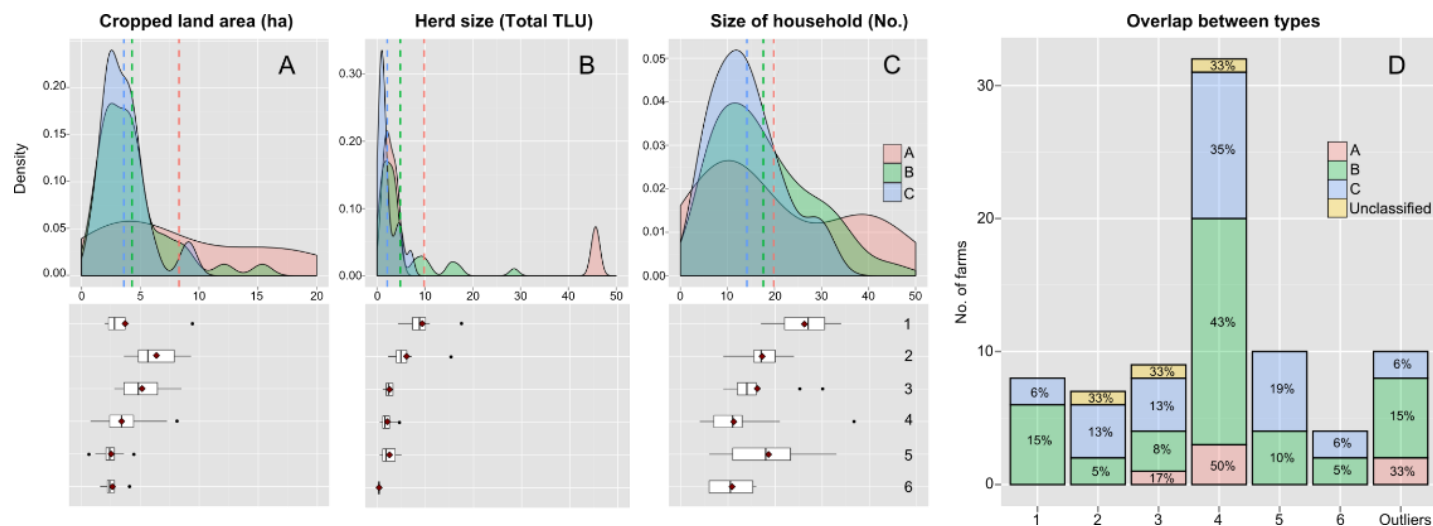 Cropped land area (ha)
Herd size (Total TLU)
Size of household (No.)
Overlap between types
A
B
C
D
Density
0.20
0.15
0.10
0.05
0.00
0 5 10 15 20
0.30
0.20
0.10
0.00
0 10 20 30 40 50
0.05
0.04
0.03
0.02
0.01
0.00
0 10 20 30 40 50
A
B
C
1
2
3
4
5
6
No. of farms
30
20
10
0
A
B
C
Unclassified
6%
15%
33%
13%
5%
33%
13%
8%
17%
33%
35%
43%
50%
19%
10%
6%
5%
6%
15%
33%
1 2 3 4 5 6 Outliers